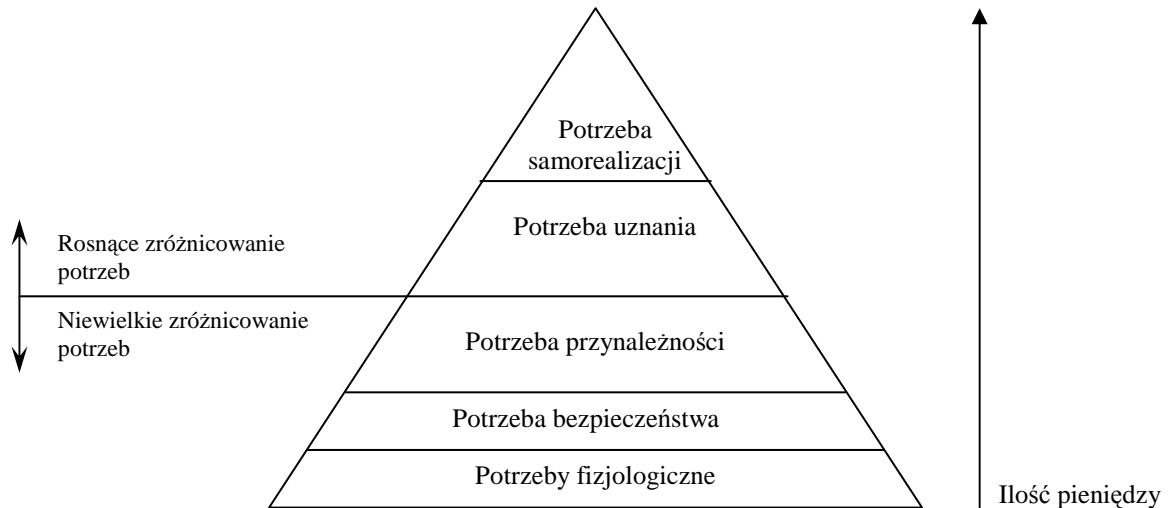 Potrzeba
samorealizacji
Potrzeba uznania
Rosnące zróżnicowanie
potrzeb
Niewielkie zróżnicowanie
potrzeb
Potrzeba przynależności
Potrzeba bezpieczeństwa
Potrzeby fizjologiczne
Ilość pieniędzy